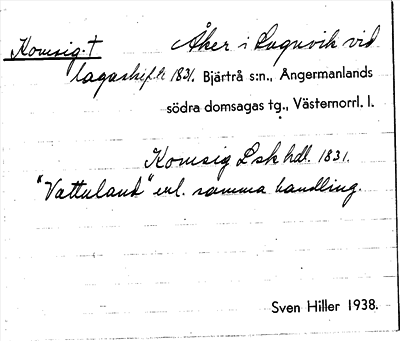 Komsig † Åker i Lugnvik vid
lagaskifte 1831. Bjärtrå s:n., Ångermanlands
södra domsagas tg., Västernorrl. l.
Komsig Lsk hdl. 1831.
"Vattuland" enl. samma handling.
Sven Hiller 1938.